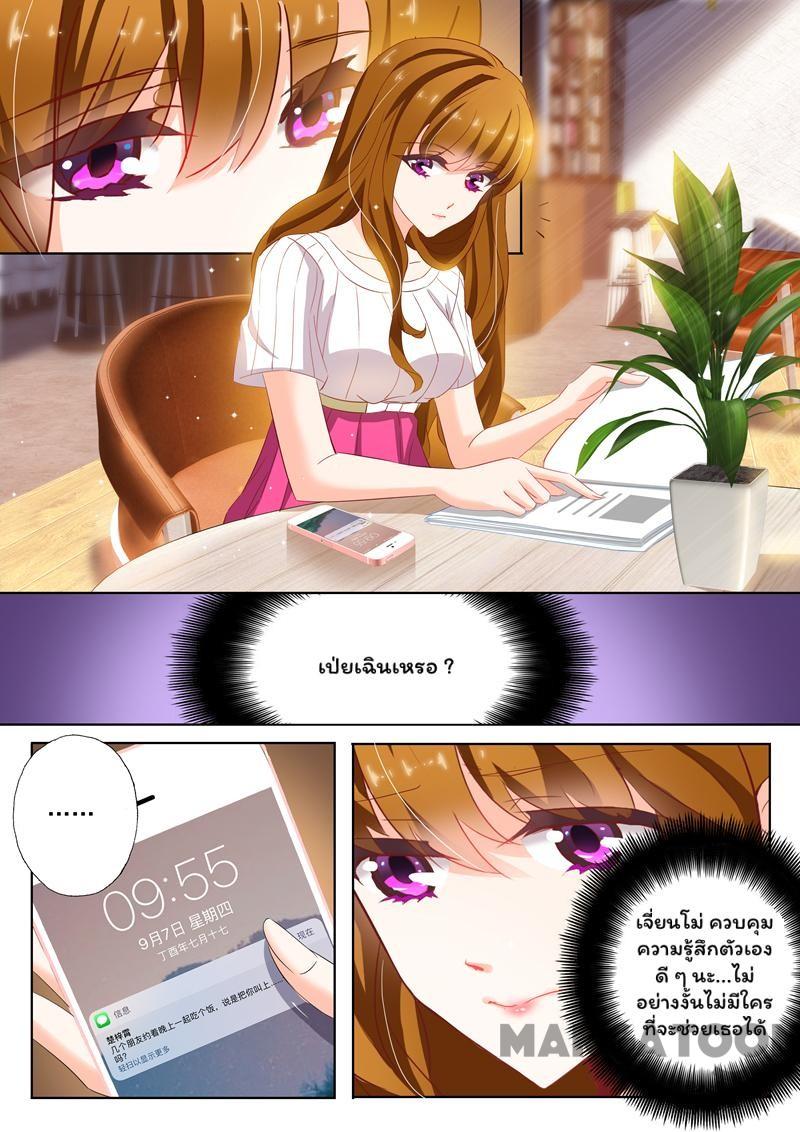 09:55
เป่ยเฉินเหรอ ?
......
09:55
9月7日 星期四
丁酉年七月十七
信息
现在
楚梓霄
几个朋友约着晚上一起吃个饭，说是把你叫上......
吗?
轻扫以显示更多
เจี่ยนโม่ ควบคุม
ความรู้สึกตัวเอง
ดี ๆ นะ...ไม่
อย่างงั้นไม่มีใคร
ที่จะช่วยเธอได้
MANGATOON